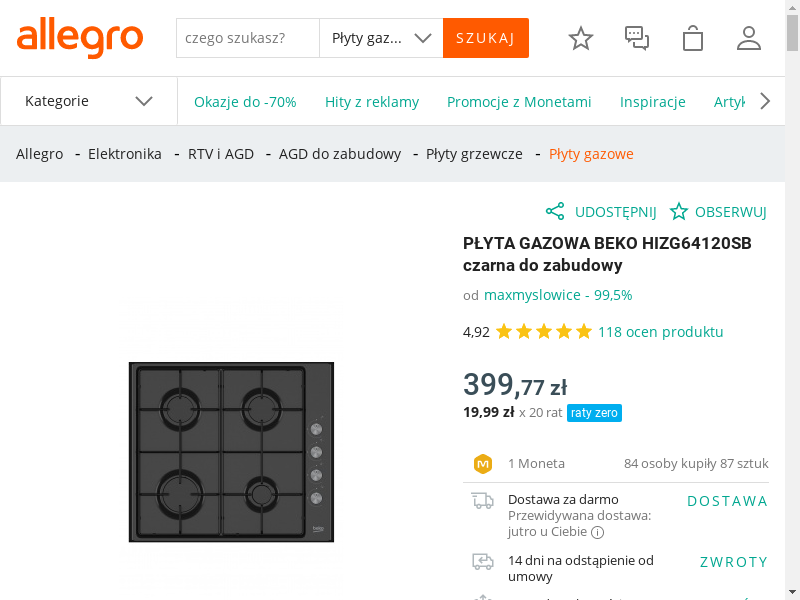 allegro
czego szukasz?
Płyty gaz...
SZUKAJ
Kategorie
Okazje do -70%
Hity z reklamy
Promocje z Monetami
Inspiracje
Artyk
Allegro - Elektronika - RTV i AGD - AGD do zabudowy - Płyty grzewcze - Płyty gazowe
UDOSTĘPNIJ
OBSERWUJ
PŁYTA GAZOWA BEKO HIZG64120SB
czarna do zabudowy
od maxmyslowice - 99,5%
4,92 118 ocen produktu
399,77 zł
19,99 zł x 20 rat raty zero
1 Moneta
84 osoby kupiły 87 sztuk
Dostawa za darmo
Przewidywana dostawa:
jutro u Ciebie
DOSTAWA
14 dni na odstąpienie od
umowy
ZWROTY
beko